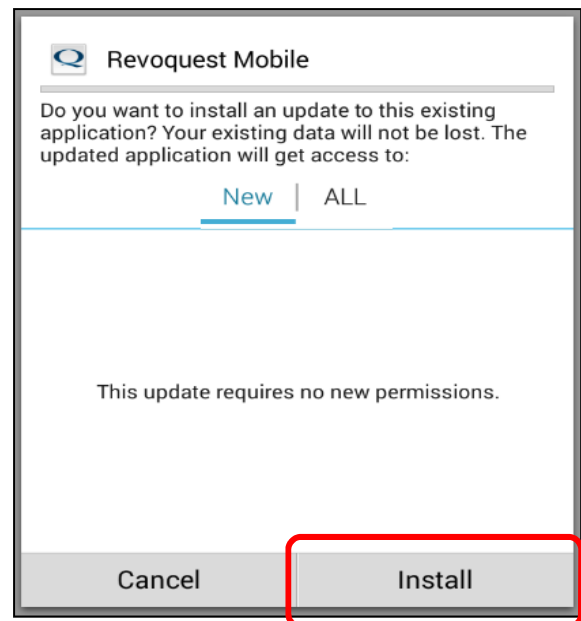 Revoquest Mobile
Do you want to install an update to this existing
application? Your existing data will not be lost. The
updated application will get access to:
New | ALL
This update requires no new permissions.
Cancel Install